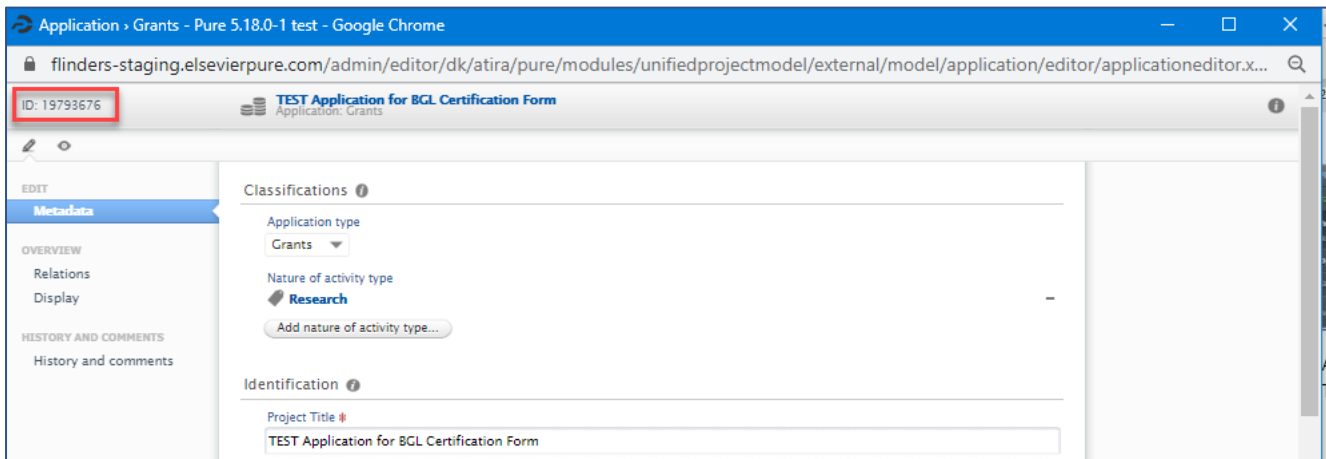 Application › Grants - Pure 5.18.0-1 test - Google Chrome
flinders-staging.elsevierpure.com/admin/editor/dk/atira/pure/modules/unifiedprojectmodel/external/model/application/editor/applicationeditor.x...
ID: 19793676
TEST Application for BGL Certification Form
Application: Grants
EDIT
Metadata
OVERVIEW
Relations
Display
HISTORY AND COMMENTS
History and comments
Classifications
Application type
Grants
Nature of activity type
Research
Add nature of activity type...
Identification
Project Title *
TEST Application for BGL Certification Form